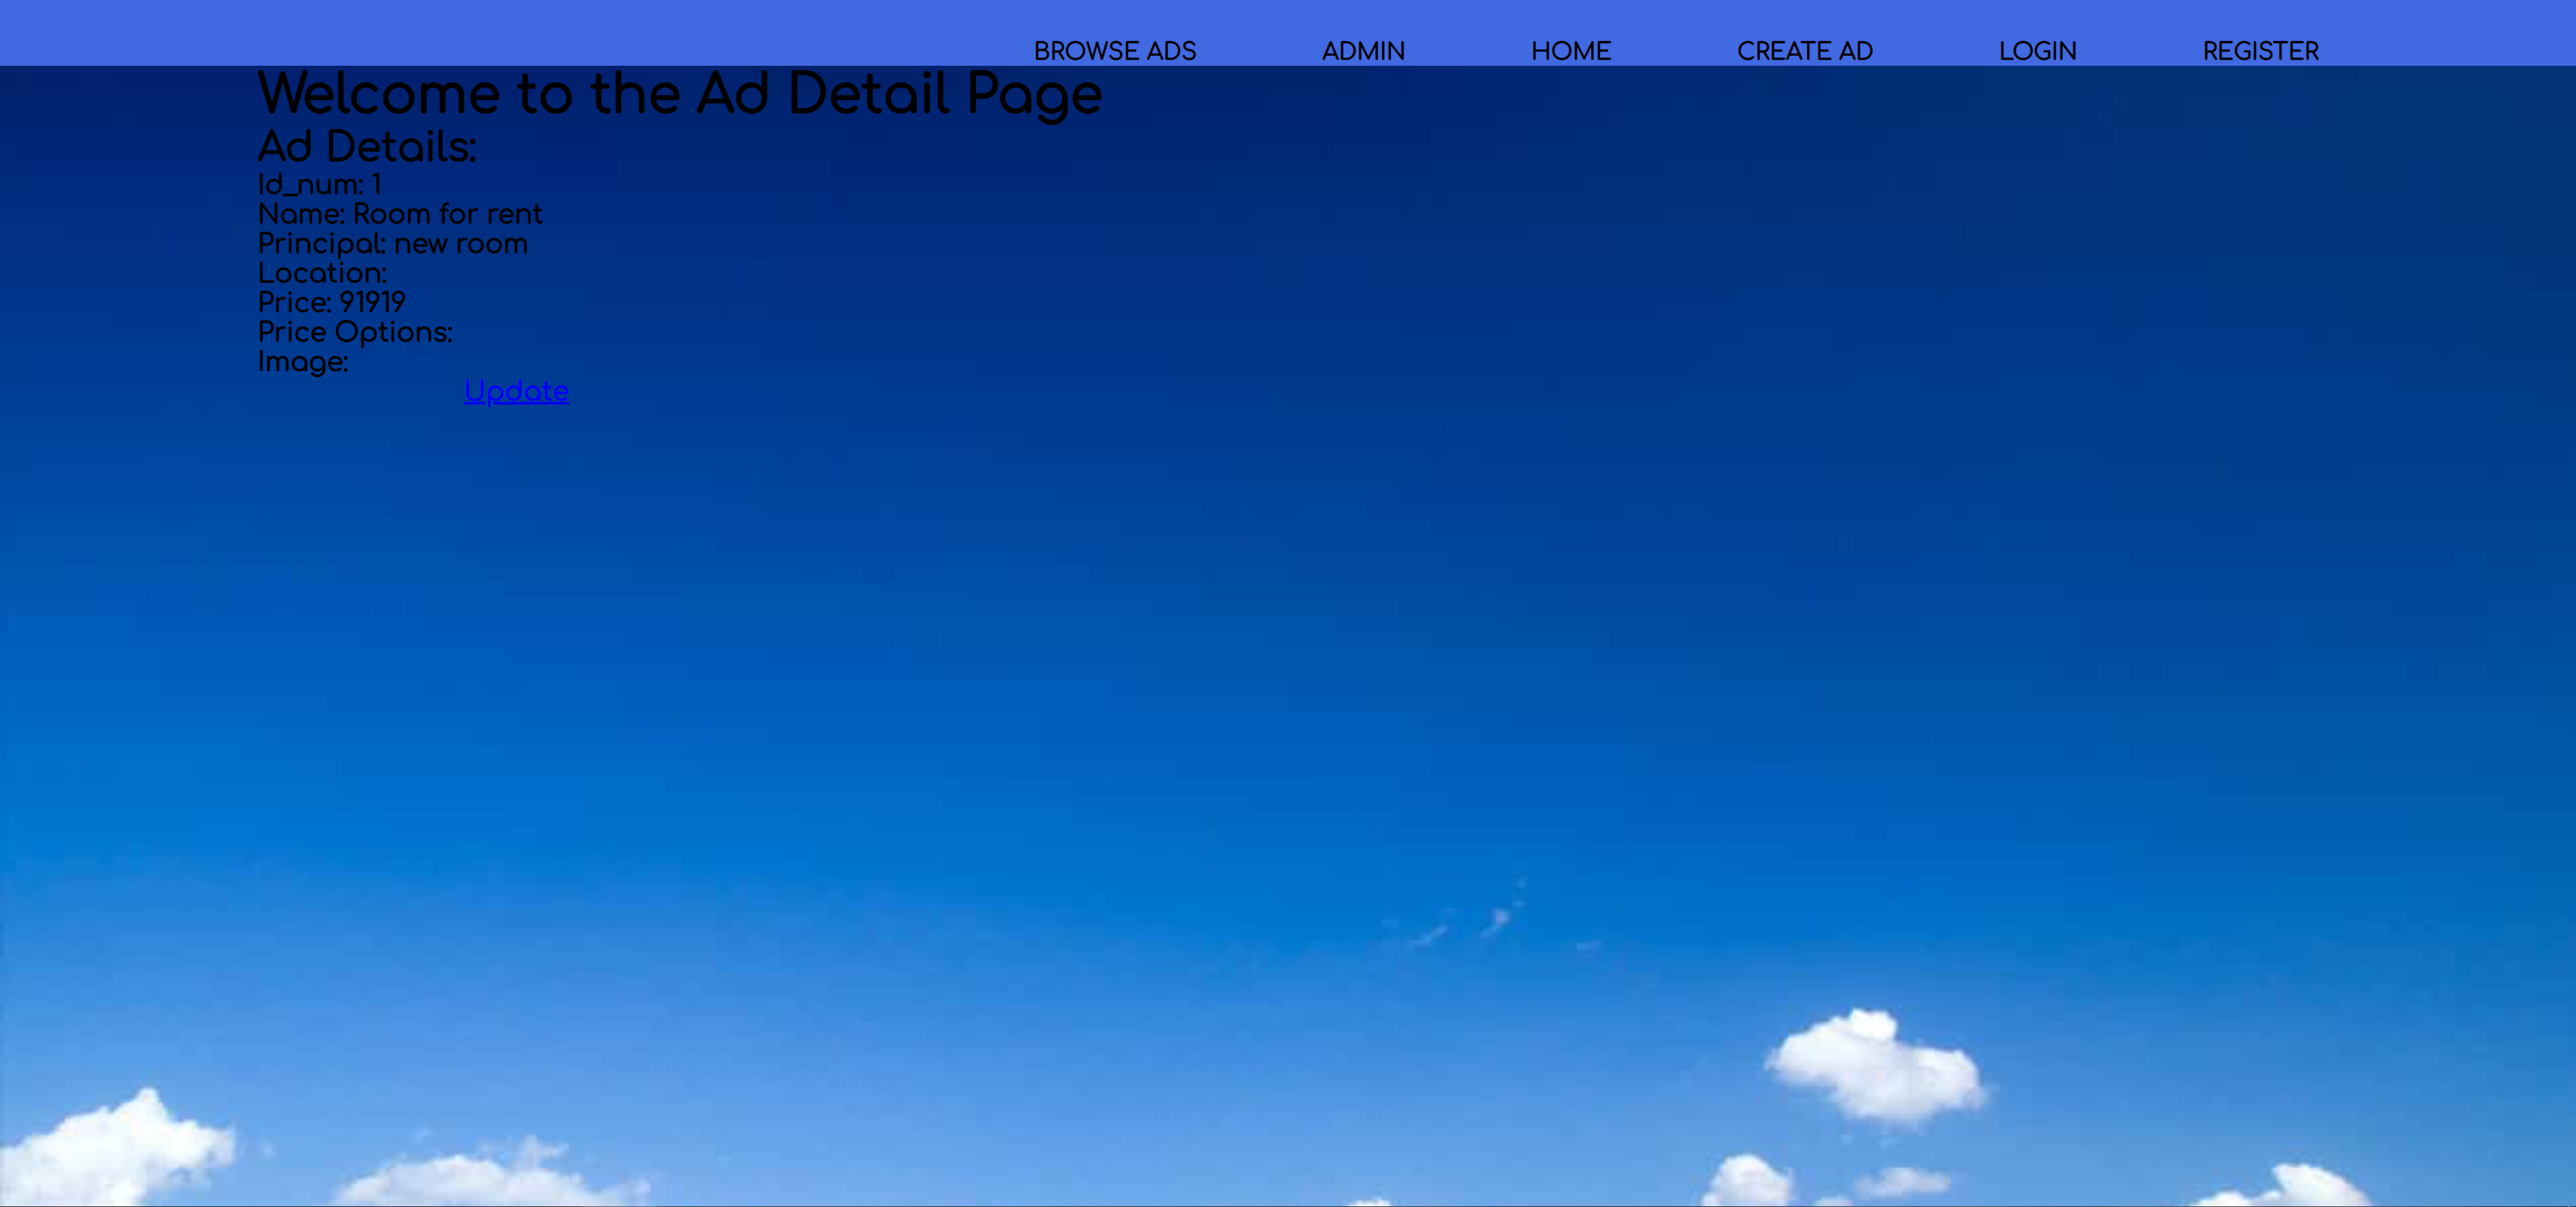 BROWSE ADS ADMIN HOME CREATE AD LOGIN REGISTER
Welcome to the Ad Detail Page
Ad Details:
Id_num: 1
Name: Room for rent
Principal: new room
Location:
Price: 91919
Price Options:
Image:
Update